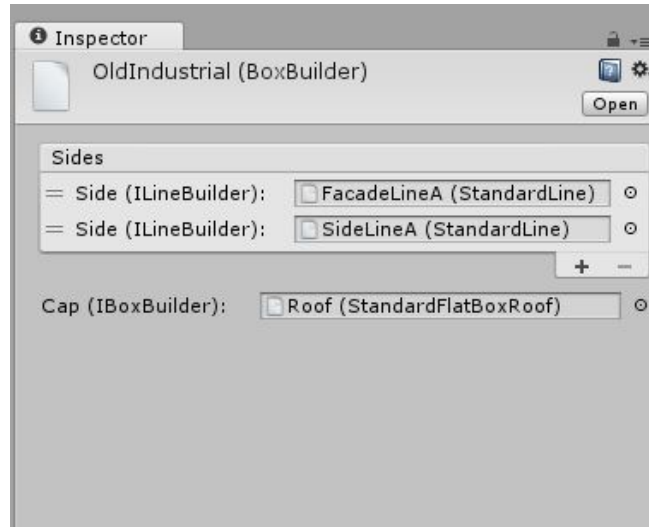 Inspector
OldIndustrial (BoxBuilder)
Open
Sides
Side (ILineBuilder): FacadeLineA (StandardLine)
Side (ILineBuilder): SideLineA (StandardLine)
Cap (IBoxBuilder): Roof (StandardFlatBoxRoof)